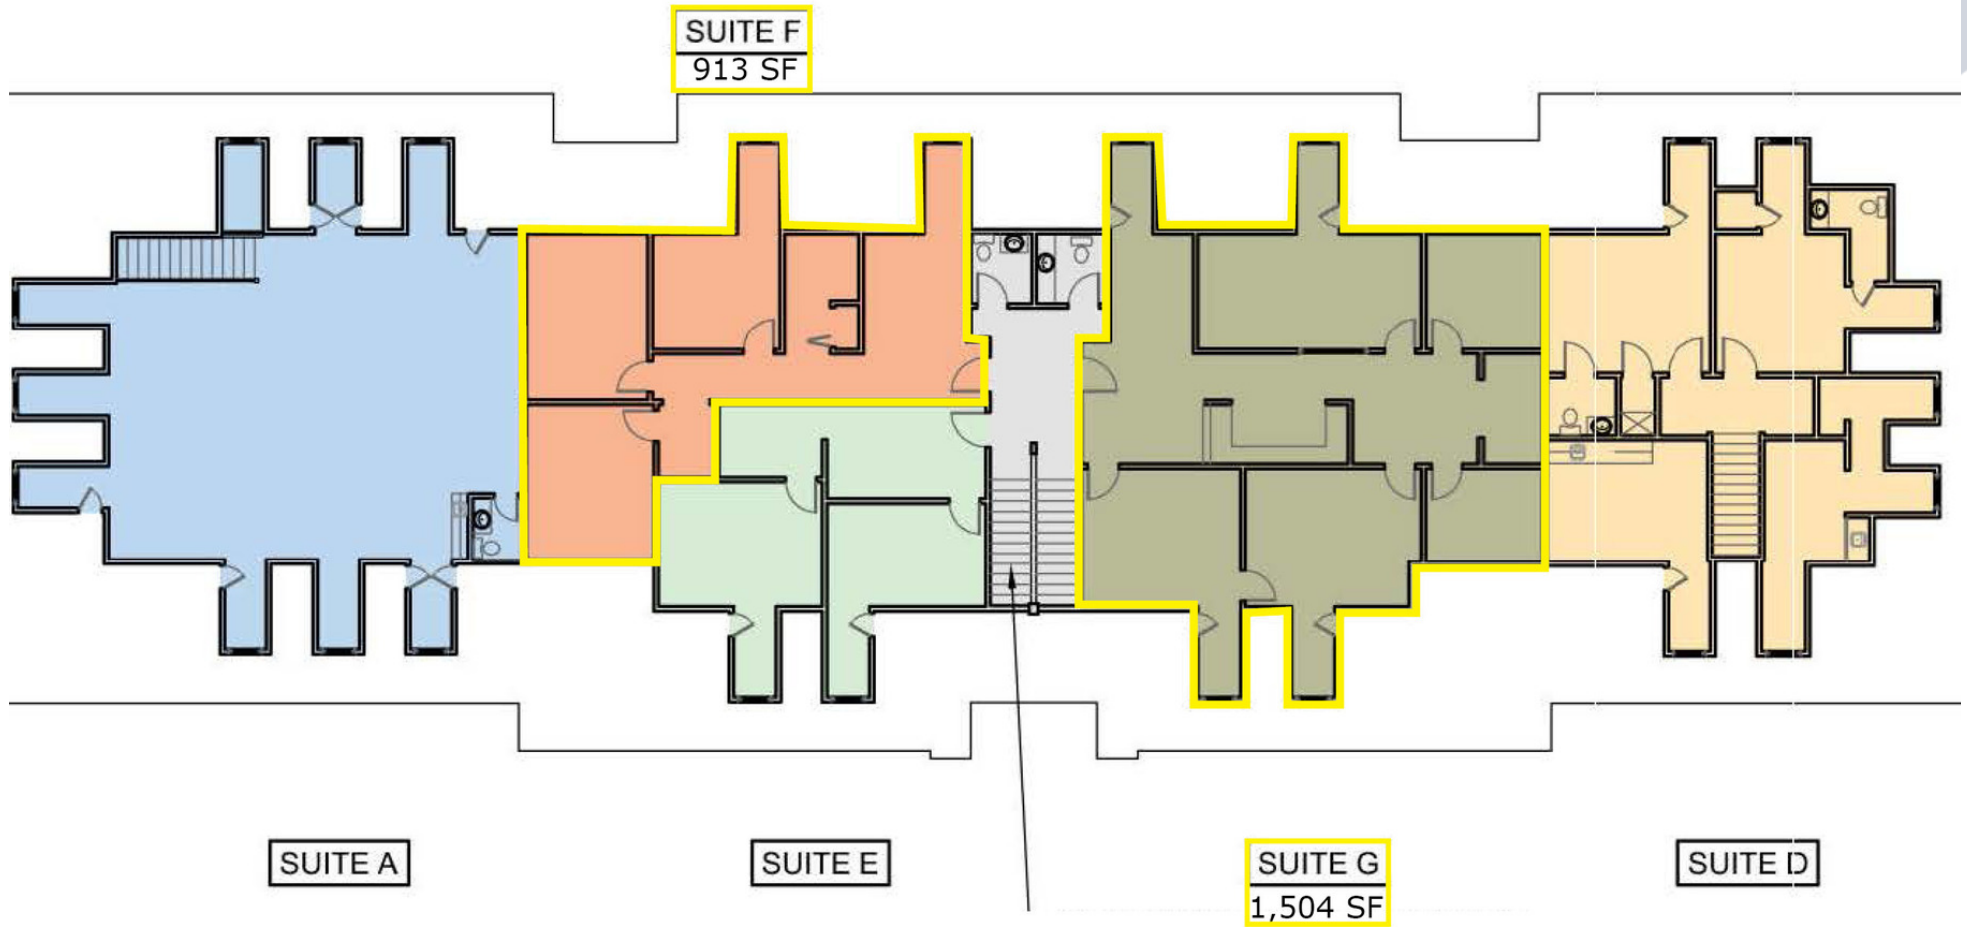 SUITE F
913 SF
SUITE A
SUITE E
SUITE G
1,504 SF
SUITE D